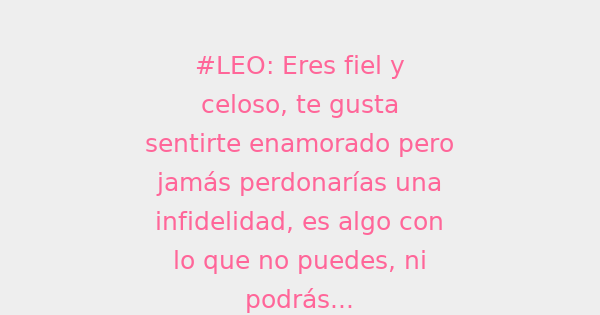 #LEO: Eres fiel y
celoso, te gusta
sentirte enamorado pero
jamás perdonarías una
infidelidad, es algo con
lo que no puedes, ni
podrás...